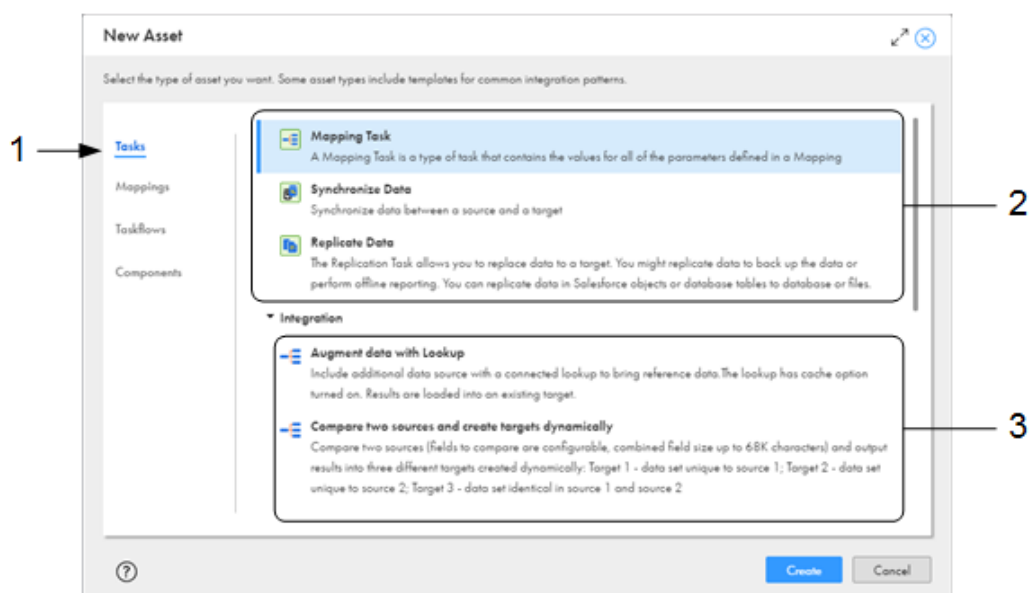 New Asset
Select the type of asset you want. Some asset types include templates for common integration patterns.
1
Tasks
Mappings
Taskflows
Components
Mapping Task
A Mapping Task is a type of task that contains the values for all of the parameters defined in a Mapping
Synchronize Data
Synchronize data between a source and a target
2
Replicate Data
The Replication Task allows you to replace data to a target. You might replicate data to back up the data or
perform offline reporting. You can replicate data in Salesforce objects or database tables to database or files.
Integration
Augment data with Lookup
Include additional data source with a connected lookup to bring reference data.The lookup has cache option
turned on. Results are loaded into an existing target.
Compare two sources and create targets dynamically
3
Compare two sources (fields to compare are configurable, combined field size up to 68K characters) and output
results into three different targets created dynamically: Target 1 - data set unique to source 1; Target 2 - data set
unique to source 2; Target 3 - data set identical in source 1 and source 2
?
Create
Cancel